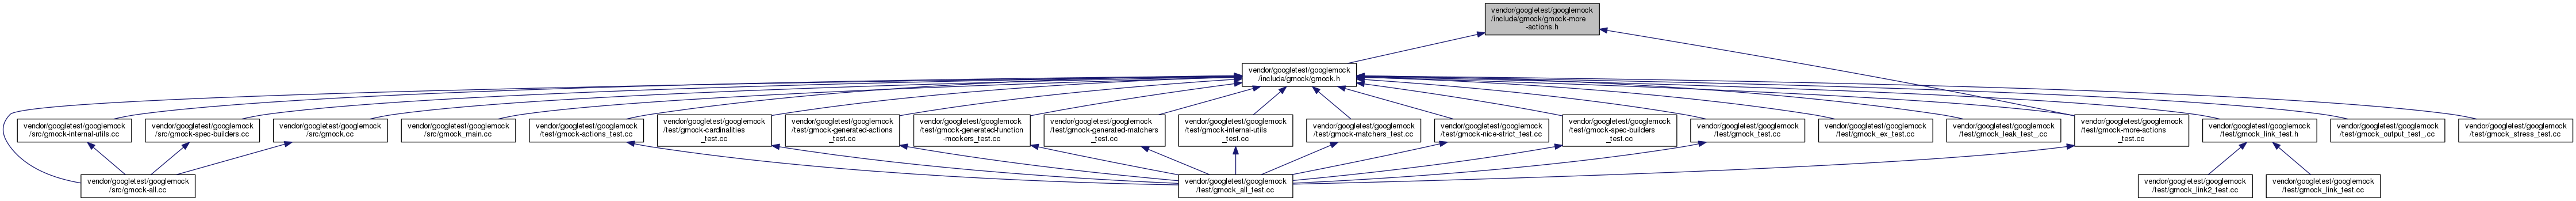 vendor/googletest/googlemock
/include/gmock/gmock-more
-actions.h
vendor/googletest/googlemock
/include/gmock/gmock.h
vendor/googletest/googlemock
/src/gmock-internal-utils.cc
vendor/googletest/googlemock
/src/gmock-spec-builders.cc
vendor/googletest/googlemock
/src/gmock.cc
vendor/googletest/googlemock
/src/gmock_main.cc
vendor/googletest/googlemock
/test/gmock-actions_test.cc
vendor/googletest/googlemock
/test/gmock-cardinalities
_test.cc
vendor/googletest/googlemock
/test/gmock-generated-actions
_test.cc
vendor/googletest/googlemock
/test/gmock-generated-function
-mockers_test.cc
vendor/googletest/googlemock
/test/gmock-generated-matchers
_test.cc
vendor/googletest/googlemock
/test/gmock-internal-utils
_test.cc
vendor/googletest/googlemock
/test/gmock-matchers_test.cc
vendor/googletest/googlemock
/test/gmock-nice-strict_test.cc
vendor/googletest/googlemock
/test/gmock-spec-builders
_test.cc
vendor/googletest/googlemock
/test/gmock_test.cc
vendor/googletest/googlemock
/test/gmock_ex_test.cc
vendor/googletest/googlemock
/test/gmock_leak_test_.cc
vendor/googletest/googlemock
/test/gmock-more-actions
_test.cc
vendor/googletest/googlemock
/test/gmock_link_test.h
vendor/googletest/googlemock
/test/gmock_output_test_.cc
vendor/googletest/googlemock
/test/gmock_stress_test.cc
vendor/googletest/googlemock
/src/gmock-all.cc
vendor/googletest/googlemock
/test/gmock_all_test.cc
vendor/googletest/googlemock
/test/gmock_link2_test.cc
vendor/googletest/googlemock
/test/gmock_link_test.cc